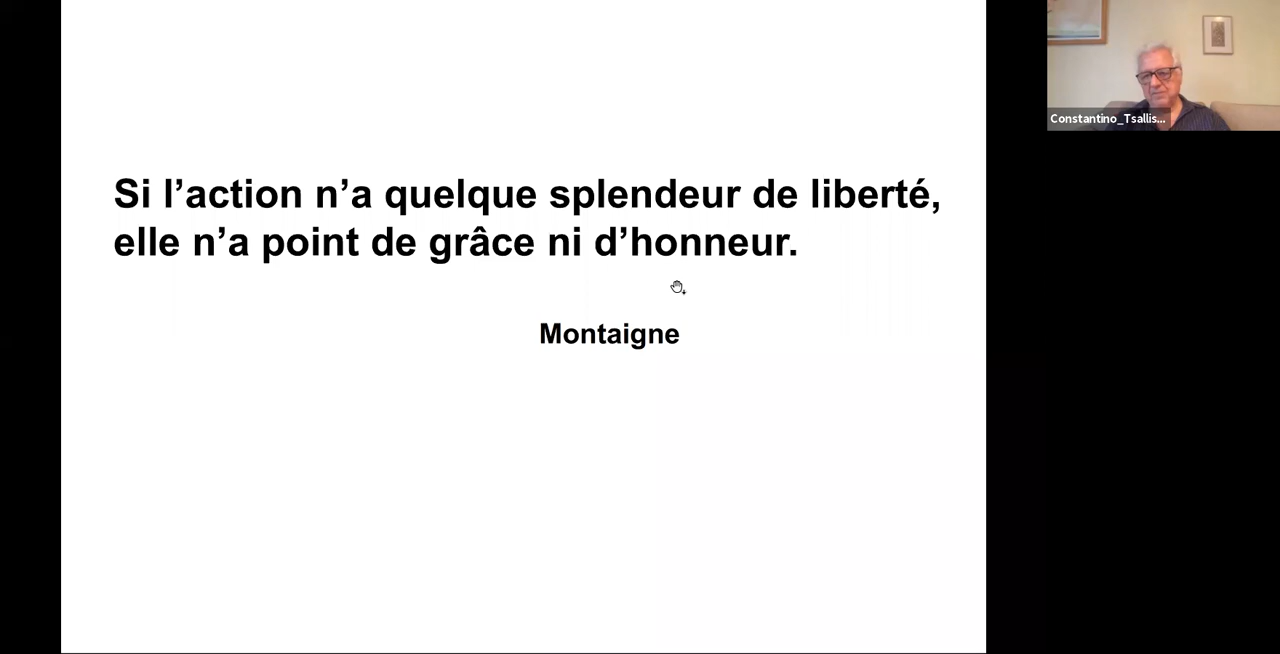 Si l’action n’a quelque splendeur de liberté,
elle n’a point de grâce ni d’honneur.
Montaigne
Constantino_Tsallis...